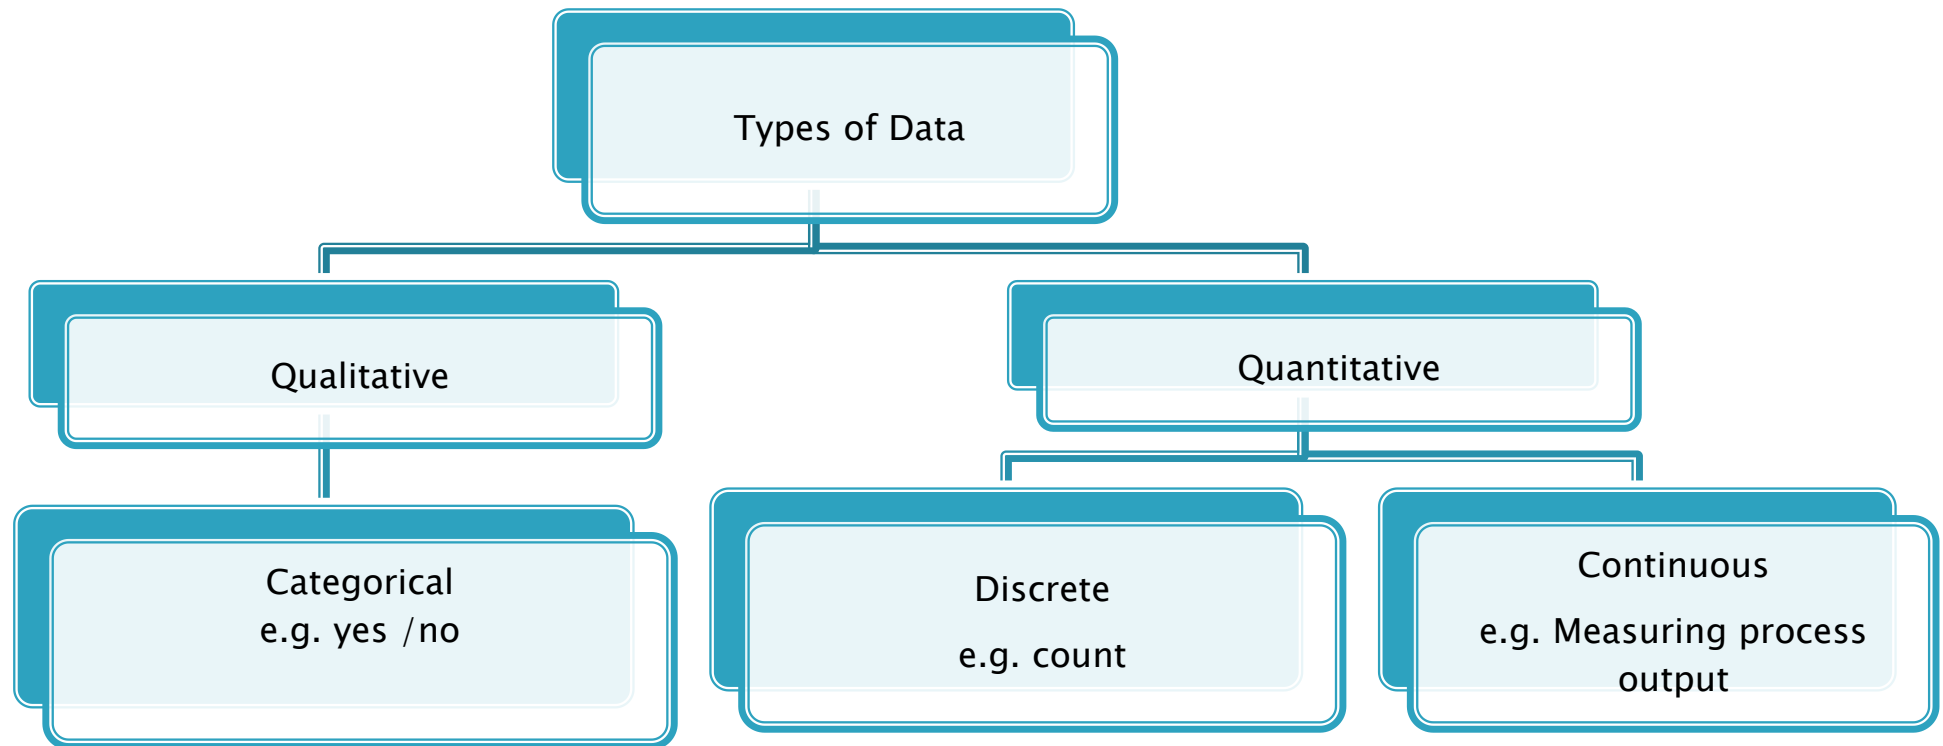 Types of Data
Qualitative
Quantitative
Categorical
e.g. yes /no
Discrete
e.g. count
Continuous
e.g. Measuring process
output